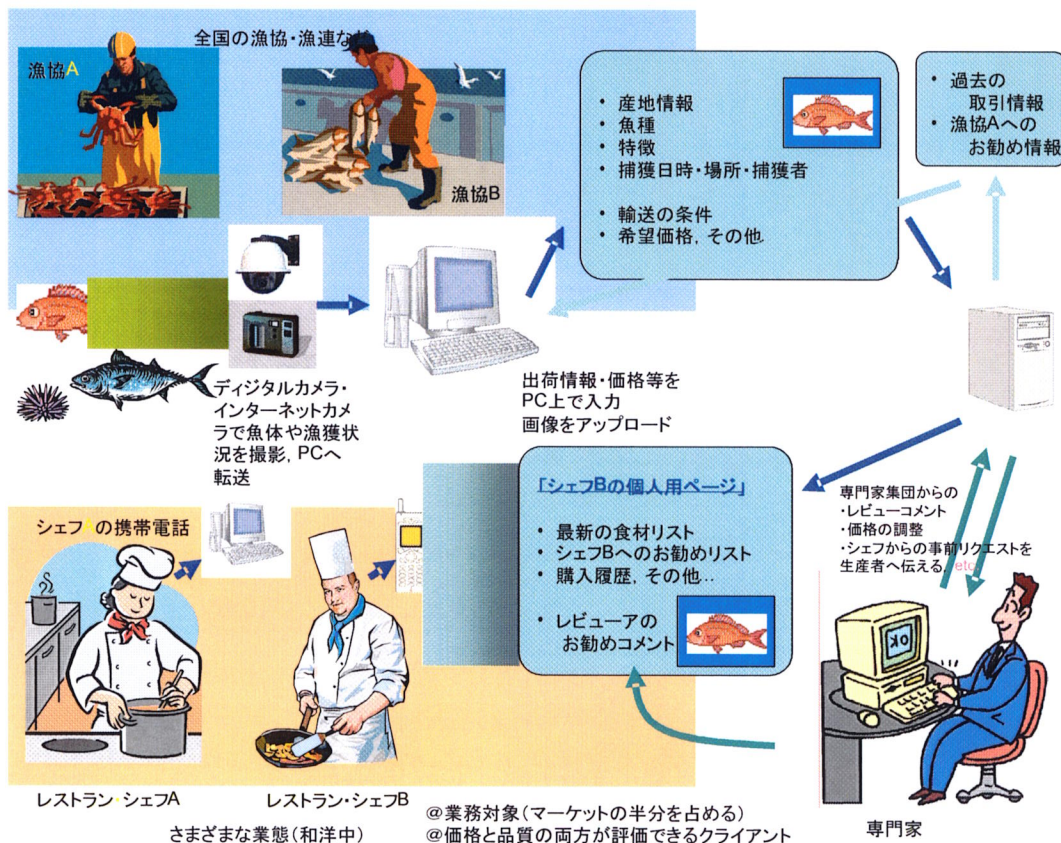 全国の漁協・漁連など
漁協A
漁協B
・ 産地情報
・ 魚種
・ 特徴
・ 捕獲日時・場所・捕獲者
・ 輸送の条件
・ 希望価格, その他
・ 過去の
取引情報
・ 漁協Aへの
お勧め情報
ディジタルカメラ・
インターネットカメ
ラで魚体や漁獲状
況を撮影, PCへ
転送
出荷情報・価格等を
PC上で入力
画像をアップロード
「シェフBの個人用ページ」
・ 最新の食材リスト
・ シェフBへのお勧めリスト
・ 購入履歴, その他…
・ レビューアの
お勧めコメント
専門家集団からの
・レビューコメント
・価格の調整
・シェフからの事前リクエストを
生産者へ伝える, etc
OK
シェフAの携帯電話
レストラン・シェフA
レストラン・シェフB
さまざまな業態(和洋中)
@業務対象(マーケットの半分を占める)
@価格と品質の両方が評価できるクライアント
専門家